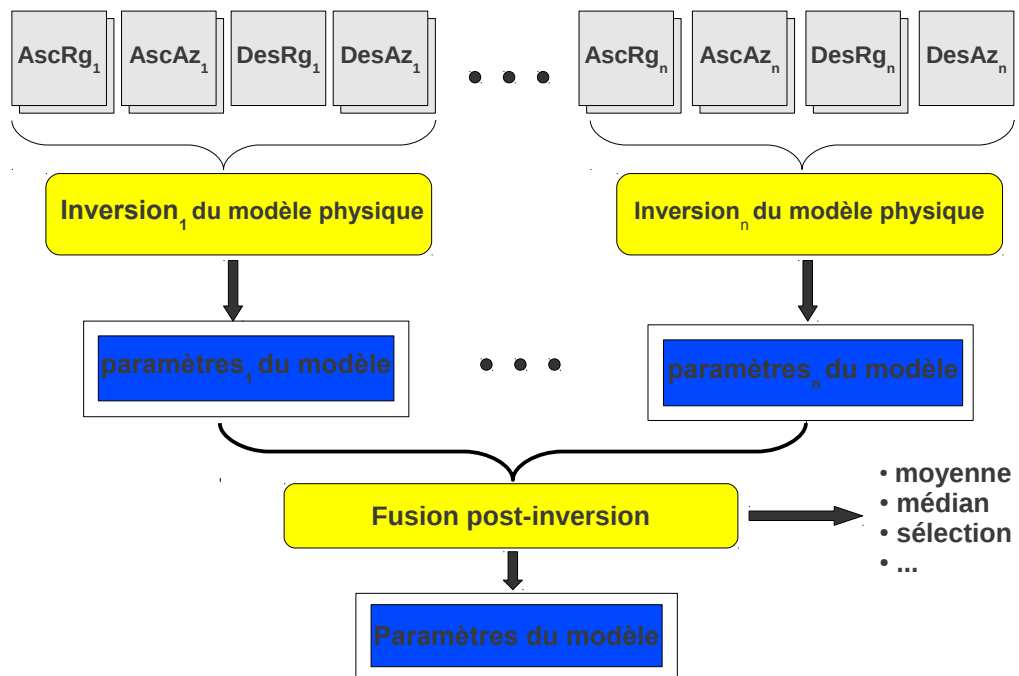 AscRg1 AscAz1 DesRg1 DesAz1 AscRgn AscAzn DesRgn DesAzn
Inversion1 du modèle physique
Inversionn du modèle physique
paramètres1 du modèle
paramètresn du modèle
Fusion post-inversion
• moyenne
• médian
• sélection
• ...
Paramètres du modèle